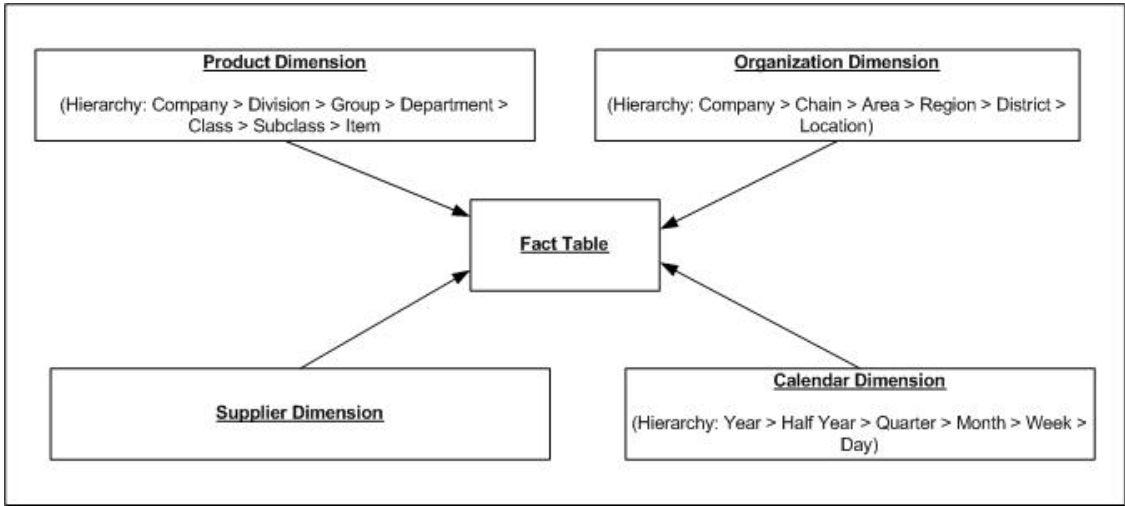 Product Dimension
(Hierarchy: Company > Division > Group > Department >
Class > Subclass > Item
Organization Dimension
(Hierarchy: Company > Chain > Area > Region > District >
Location)
Fact Table
Supplier Dimension
Calendar Dimension
(Hierarchy: Year > Half Year > Quarter > Month > Week >
Day)